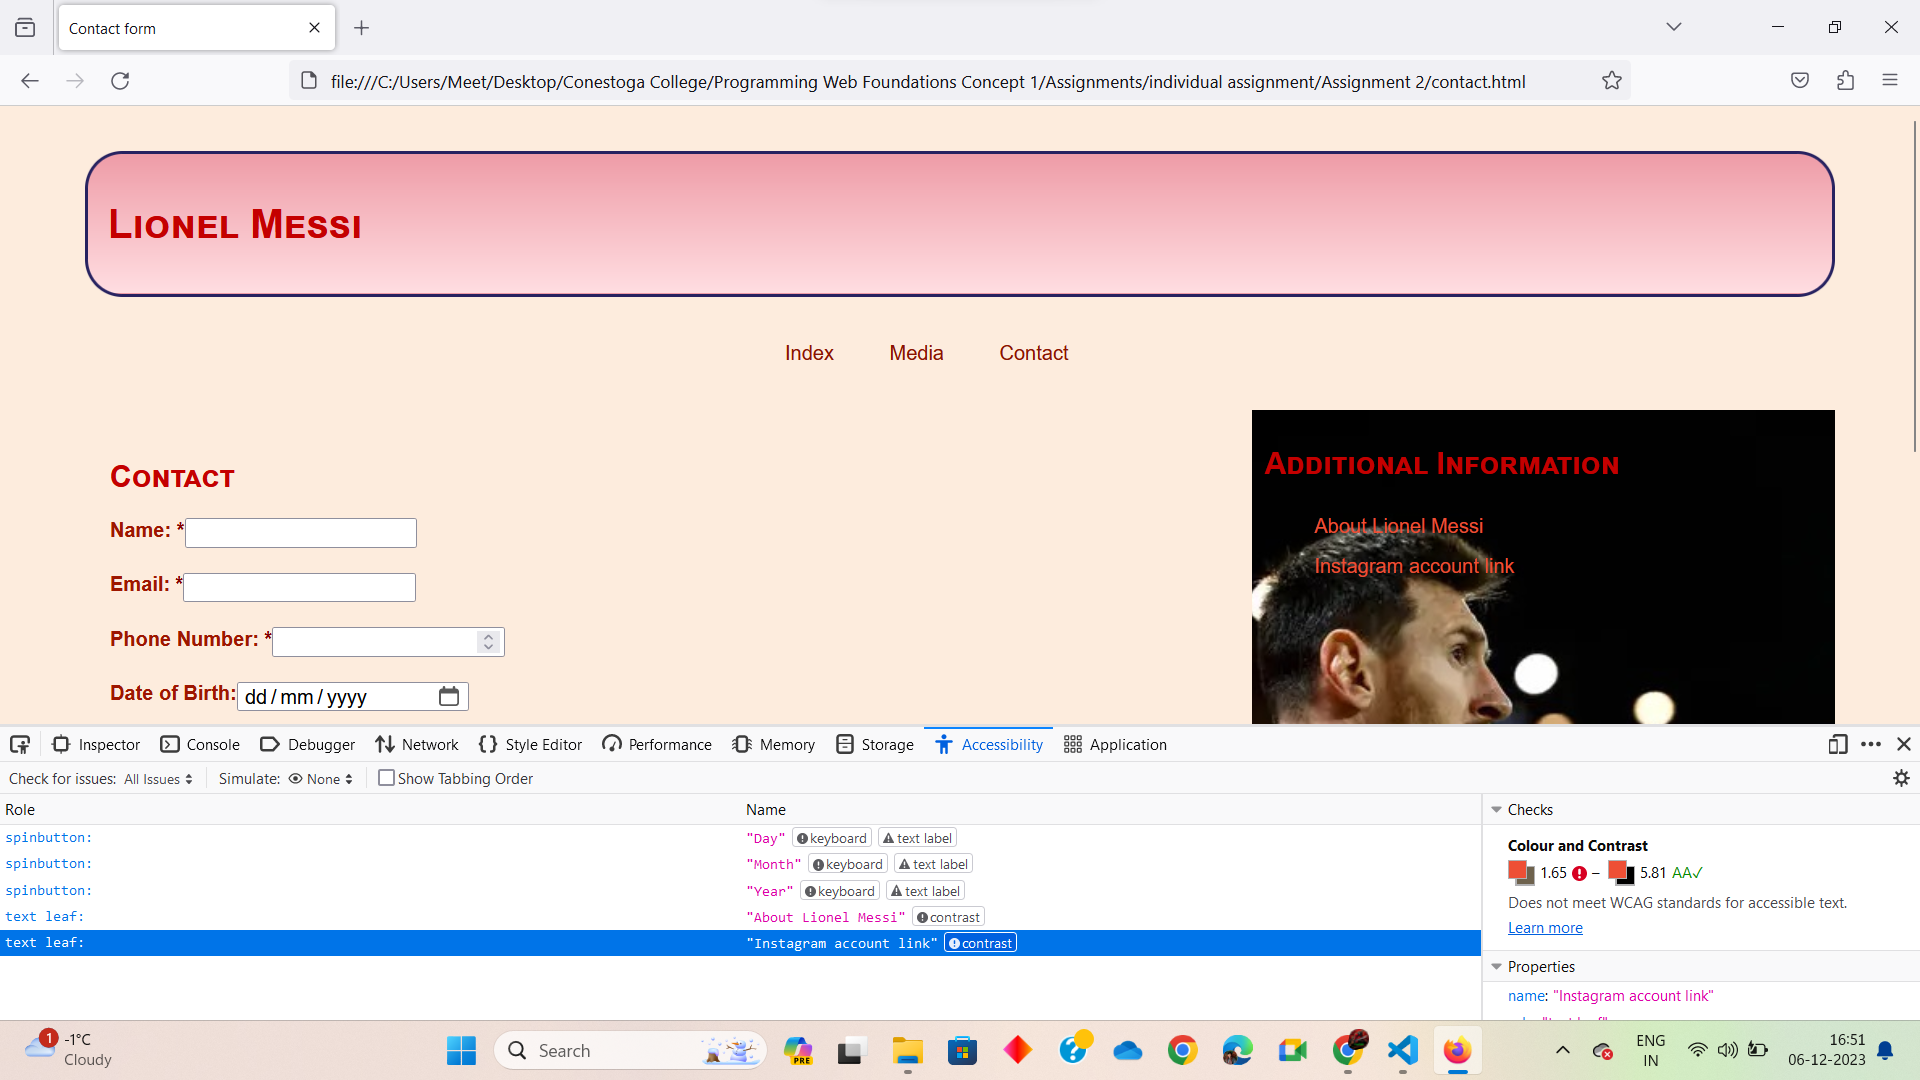 Contact form
file:///C:/Users/Meet/Desktop/Conestoga College/Programming Web Foundations Concept 1/Assignments/individual assignment/Assignment 2/contact.html
Lionel Messi
Index Media Contact
Contact
Name: *
Email: *
Phone Number: *
Date of Birth: dd / mm / yyyy
Additional Information
About Lionel Messi
Instagram account link
Inspector Console Debugger Network Style Editor Performance Memory Storage Accessibility Application
Check for issues: All Issues Simulate: None Show Tabbing Order
Role Name
spinbutton: "Day" keyboard text label
spinbutton: "Month" keyboard text label
spinbutton: "Year" keyboard text label
text leaf: "About Lionel Messi" contrast
text leaf: "Instagram account link" contrast
Checks
Colour and Contrast
1.65 – 5.81 AA✓
Does not meet WCAG standards for accessible text.
Learn more
Properties
name: "Instagram account link"
1
-1°C
Cloudy
Search
PRE
ENG
IN
16:51
06-12-2023